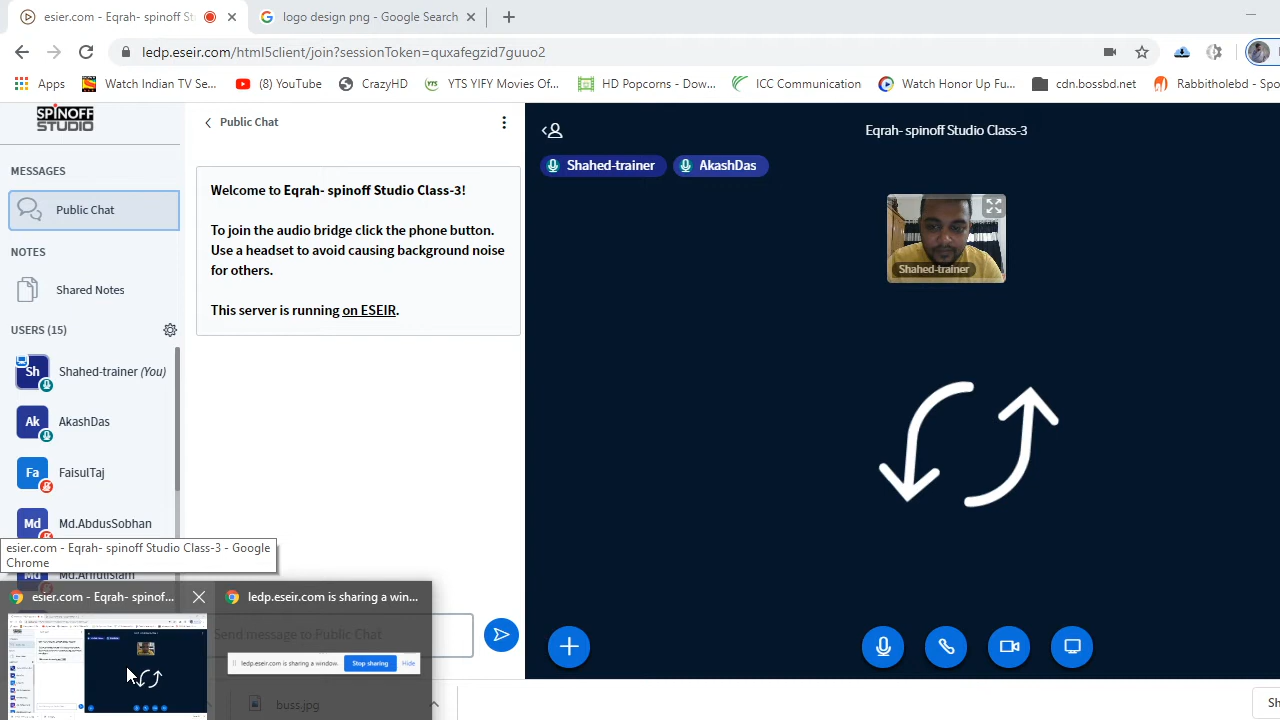 esier.com - Eqrah- spinoff St
logo design png - Google Search
ledp.eseir.com/html5client/join?sessionToken=quxafegzid7guuo2
Apps
Watch Indian TV Se...
(8) YouTube
CrazyHD
YTS YIFY Movies Of...
HD Popcorns - Dow...
ICC Communication
Watch Honor Up Fu...
cdn.bossbd.net
Rabbitholebd - Spo
SPINOFF
STUDIO
Public Chat
Eqrah- spinoff Studio Class-3
MESSAGES
Shahed-trainer
AkashDas
Public Chat
Welcome to Eqrah- spinoff Studio Class-3!
To join the audio bridge click the phone button.
Use a headset to avoid causing background noise
for others.
This server is running on ESEIR.
Shahed-trainer
NOTES
Shared Notes
USERS (15)
Sh
Shahed-trainer (You)
Ak
AkashDas
Fa
FaisulTaj
Md
Md.AbdusSobhan
esier.com - Eqrah- spinoff Studio Class-3 - Google
Chrome
Md
Md.ArifulIslam
esier.com - Eqrah- spinof...
ledp.eseir.com is sharing a win...
Send message to Public Chat
ledp.eseir.com is sharing a window.
Stop sharing
Hide
buss.jpg
Sh